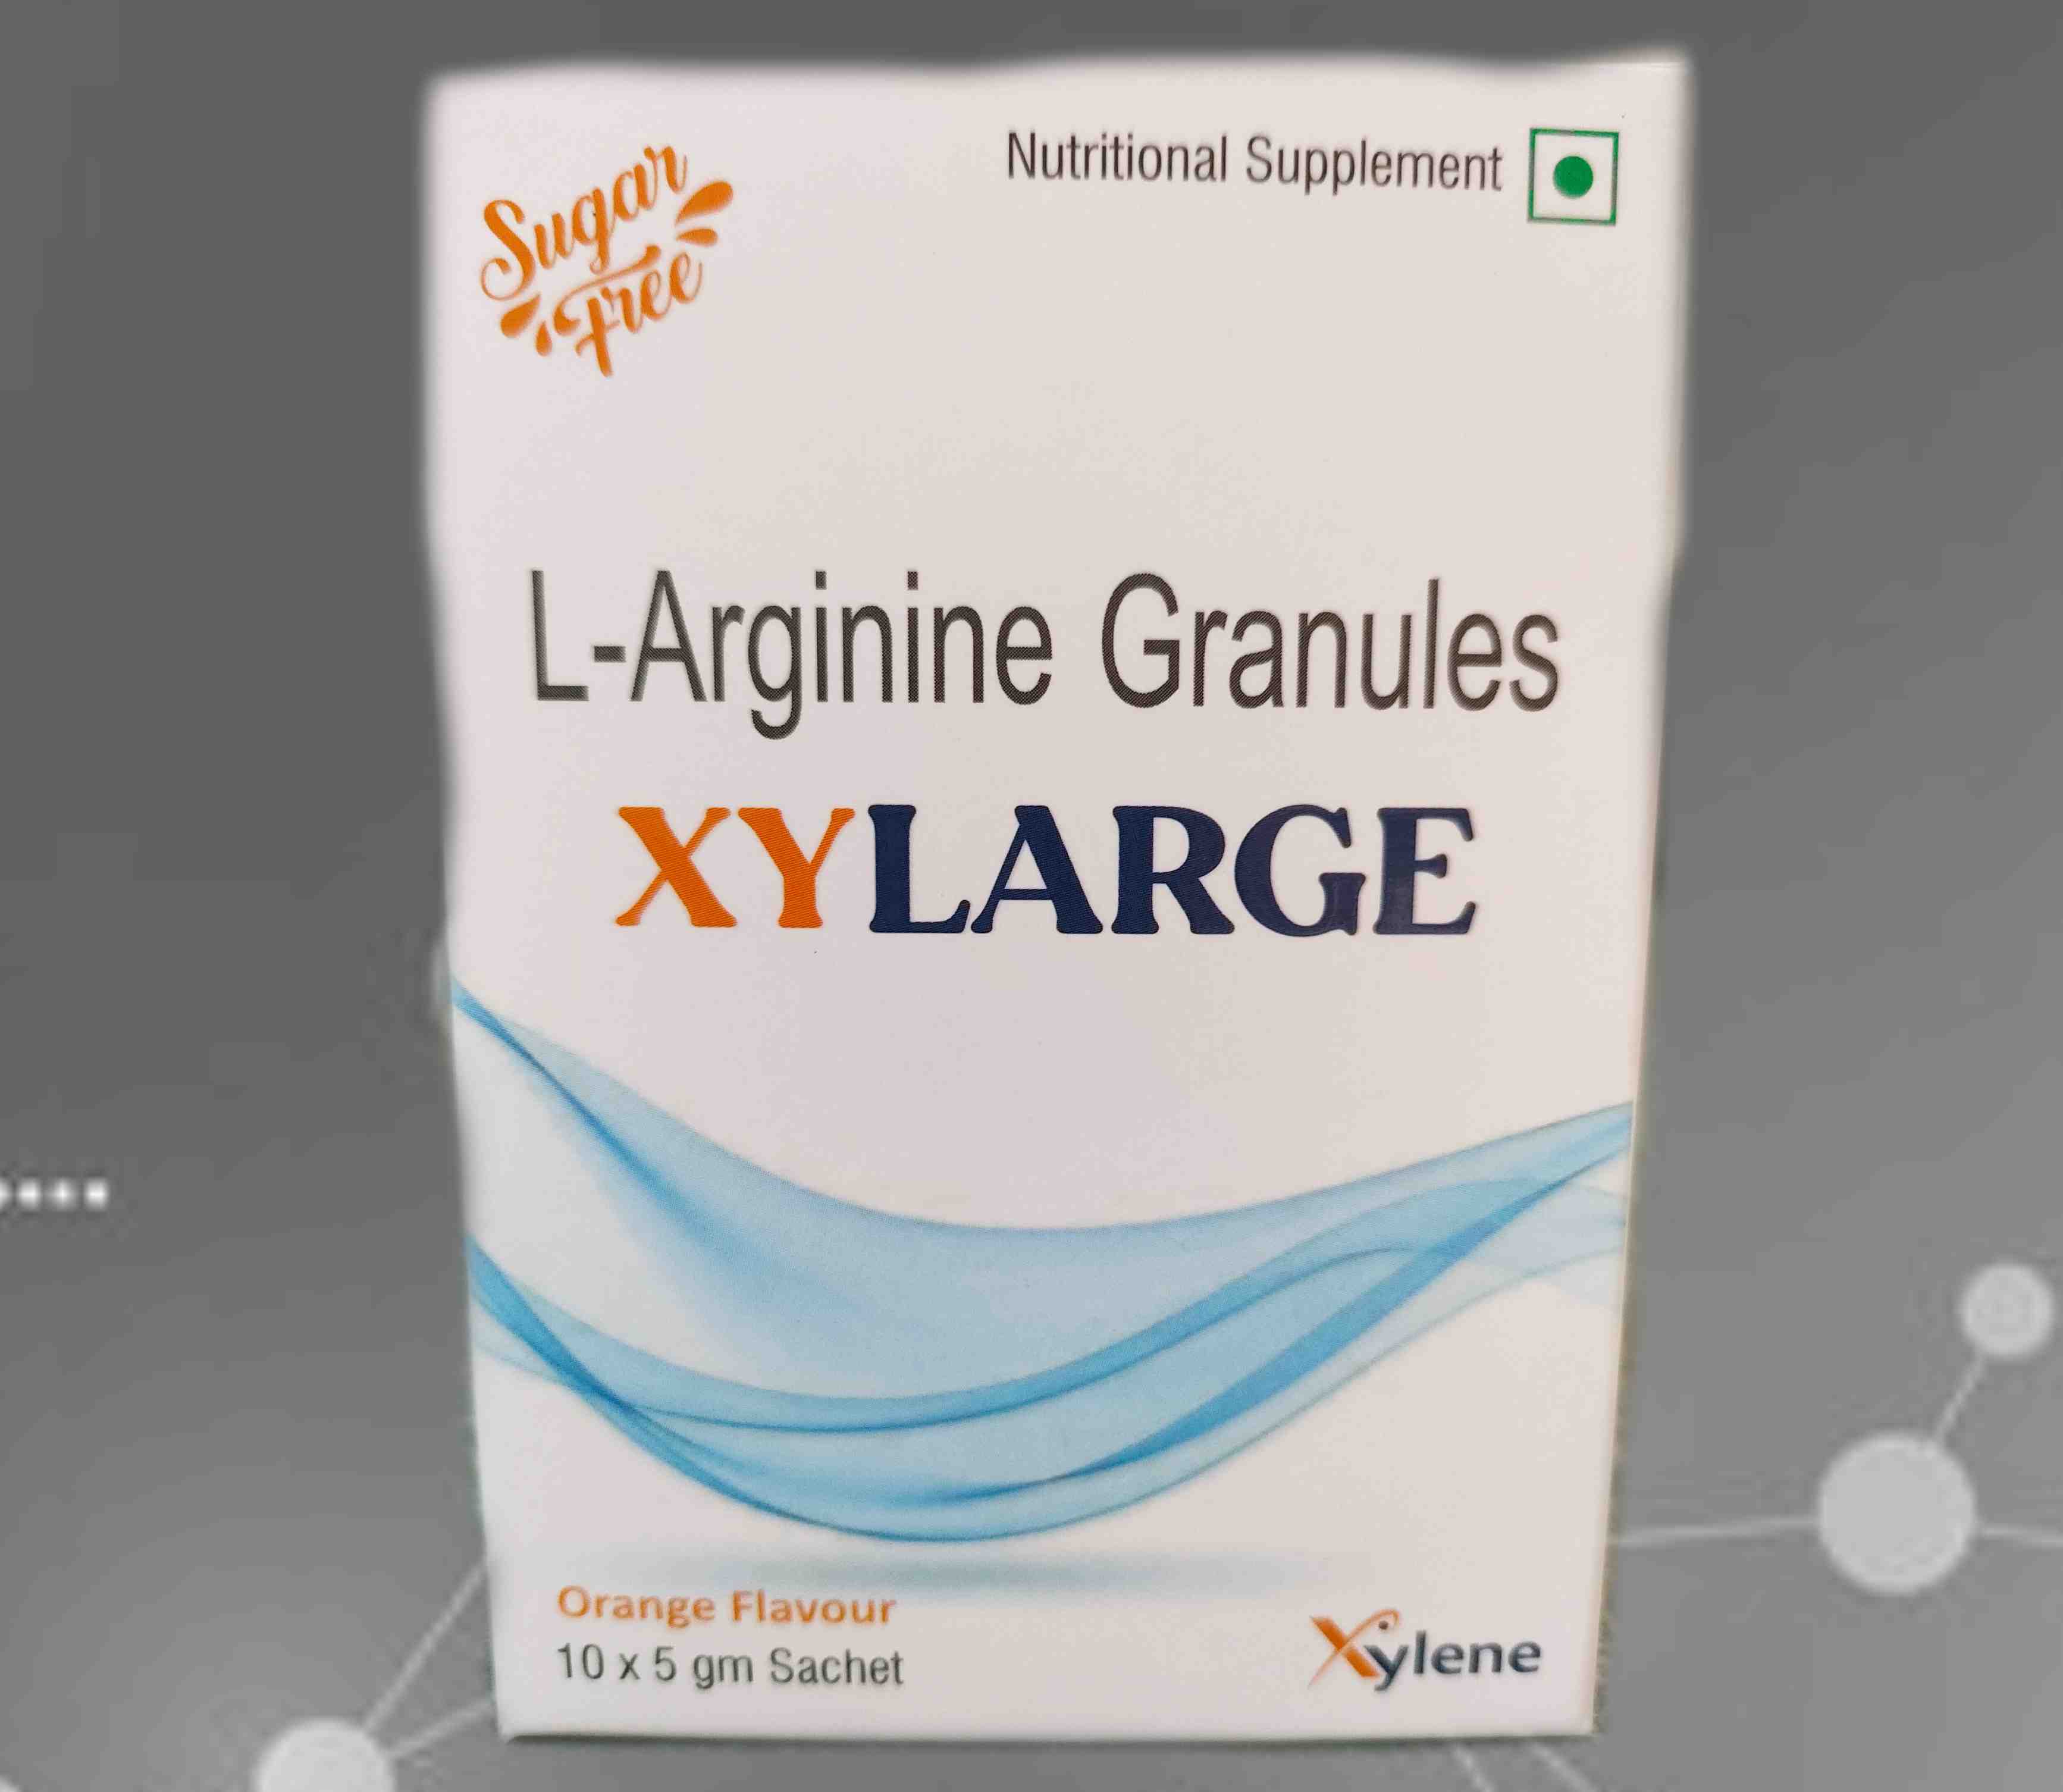 Sugar
Free
Nutritional Supplement
L-Arginine Granules
XYLARGE
Orange Flavour
10 x 5 gm Sachet
Xylene